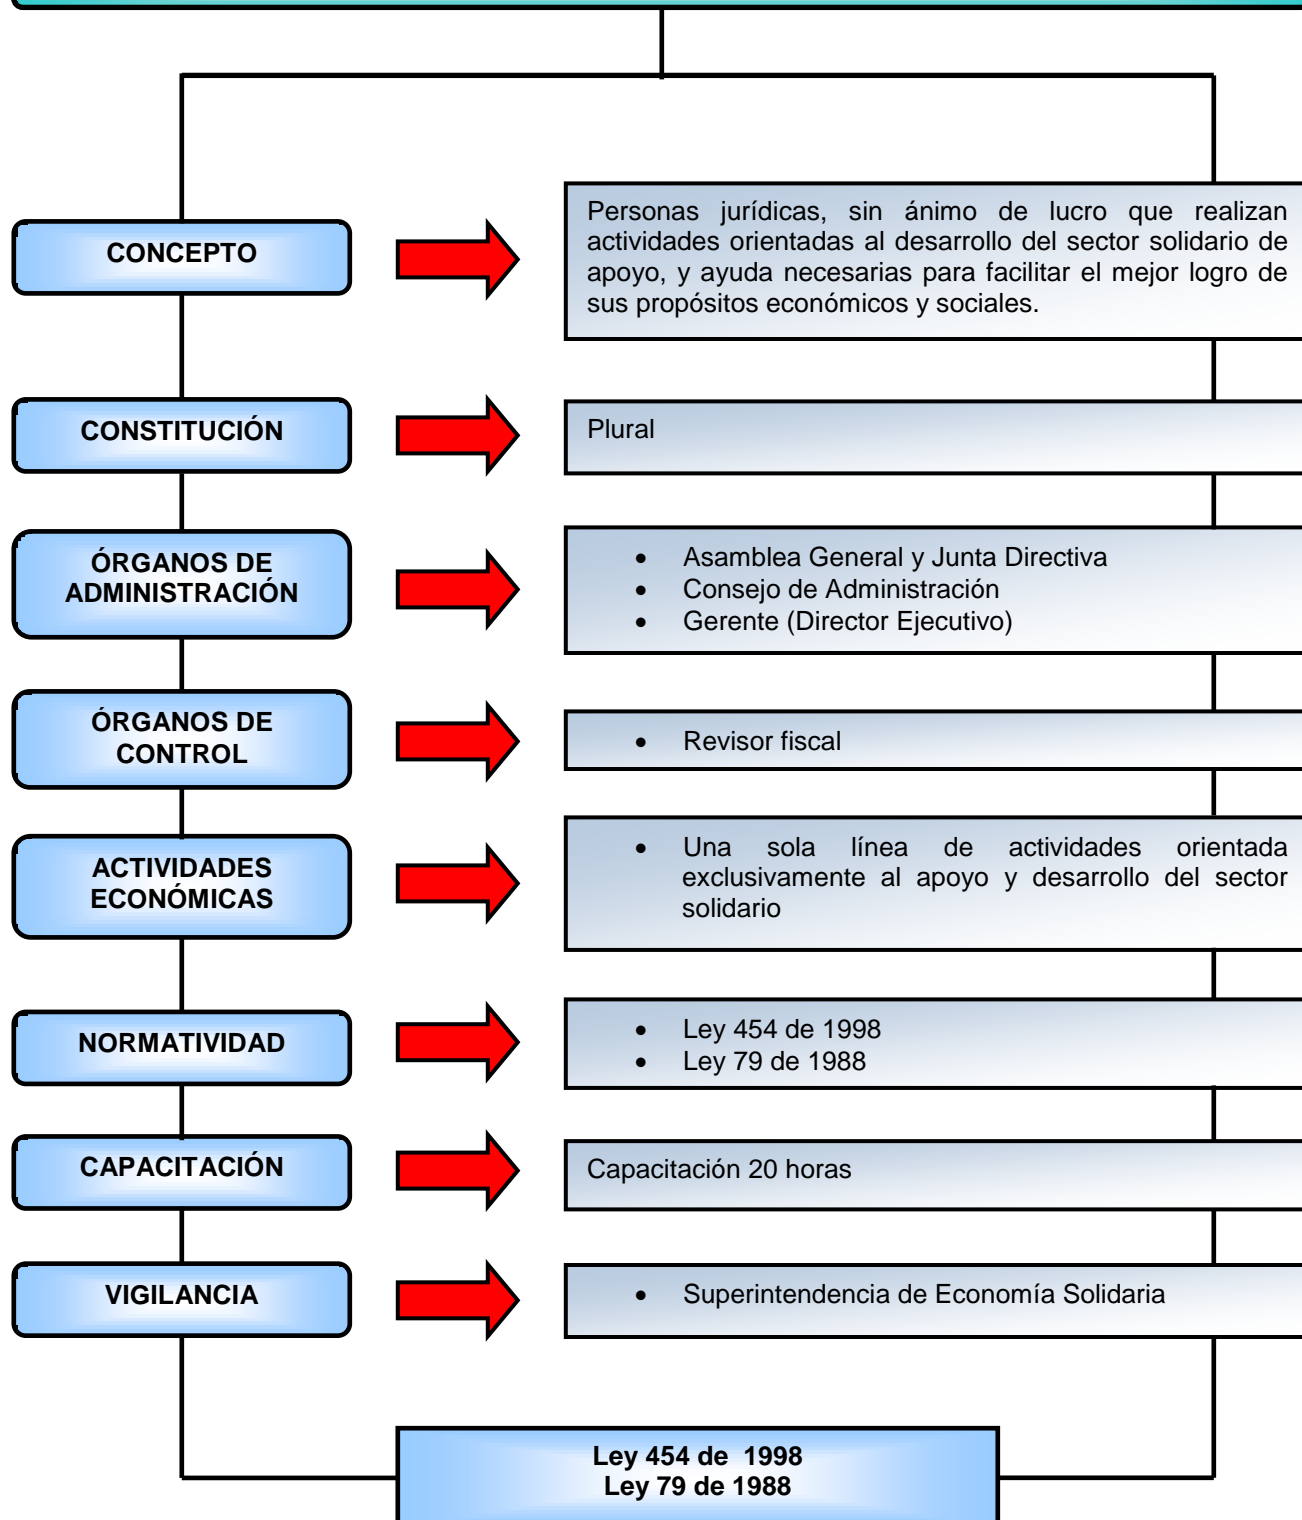 CONCEPTO
Personas jurídicas, sin ánimo de lucro que realizan
actividades orientadas al desarrollo del sector solidario de
apoyo, y ayuda necesarias para facilitar el mejor logro de
sus propósitos económicos y sociales.
CONSTITUCIÓN
Plural
ÓRGANOS DE
ADMINISTRACIÓN
• Asamblea General y Junta Directiva
• Consejo de Administración
• Gerente (Director Ejecutivo)
ÓRGANOS DE
CONTROL
• Revisor fiscal
ACTIVIDADES
ECONÓMICAS
• Una sola línea de actividades orientada
exclusivamente al apoyo y desarrollo del sector
solidario
NORMATIVIDAD
• Ley 454 de 1998
• Ley 79 de 1988
CAPACITACIÓN
Capacitación 20 horas
VIGILANCIA
• Superintendencia de Economía Solidaria
Ley 454 de 1998
Ley 79 de 1988